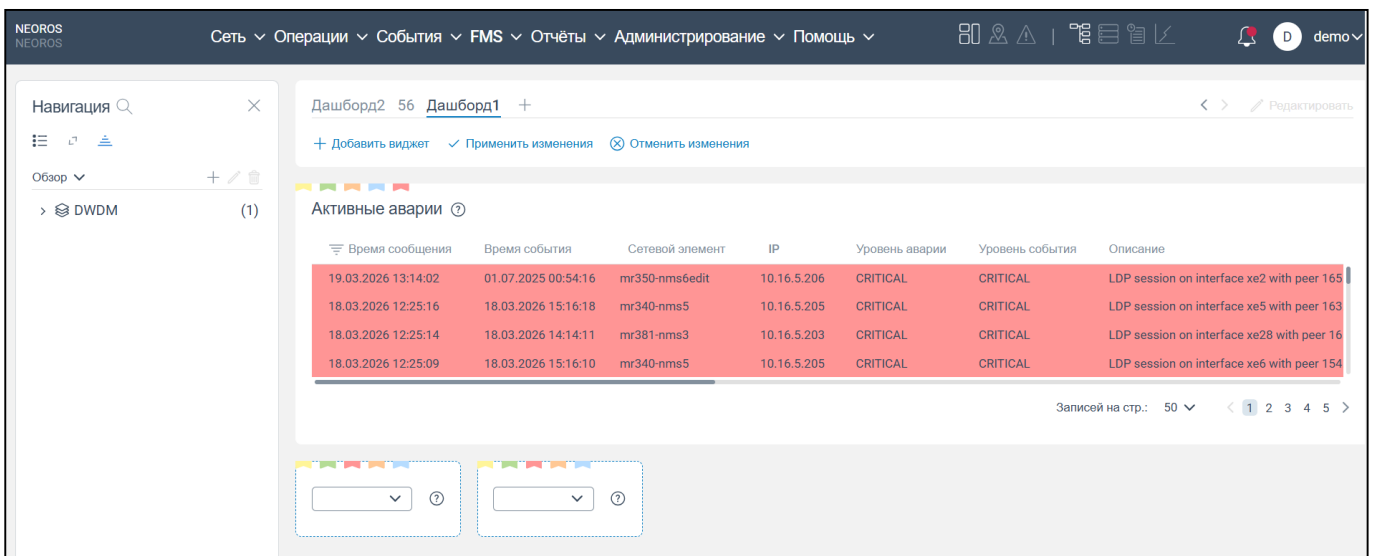 NEOROS
NEOROS
Сеть Операции События FMS Отчёты Администрирование Помощь
D demo
Навигация
Обзор
DWDM (1)
Дашборд2 56 Дашборд1 +
Редактировать
+ Добавить виджет Применить изменения Отменить изменения
Активные аварии ?
Время сообщения Время события Сетевой элемент IP Уровень аварии Уровень события Описание
19.03.2026 13:14:02 01.07.2025 00:54:16 mr350-nms6edit 10.16.5.206 CRITICAL CRITICAL LDP session on interface xe2 with peer 165
18.03.2026 12:25:16 18.03.2026 15:16:18 mr340-nms5 10.16.5.205 CRITICAL CRITICAL LDP session on interface xe5 with peer 163
18.03.2026 12:25:14 18.03.2026 14:14:11 mr381-nms3 10.16.5.203 CRITICAL CRITICAL LDP session on interface xe28 with peer 16
18.03.2026 12:25:09 18.03.2026 15:16:10 mr340-nms5 10.16.5.205 CRITICAL CRITICAL LDP session on interface xe6 with peer 154
Записей на стр.: 50 < 1 2 3 4 5 >
? ?